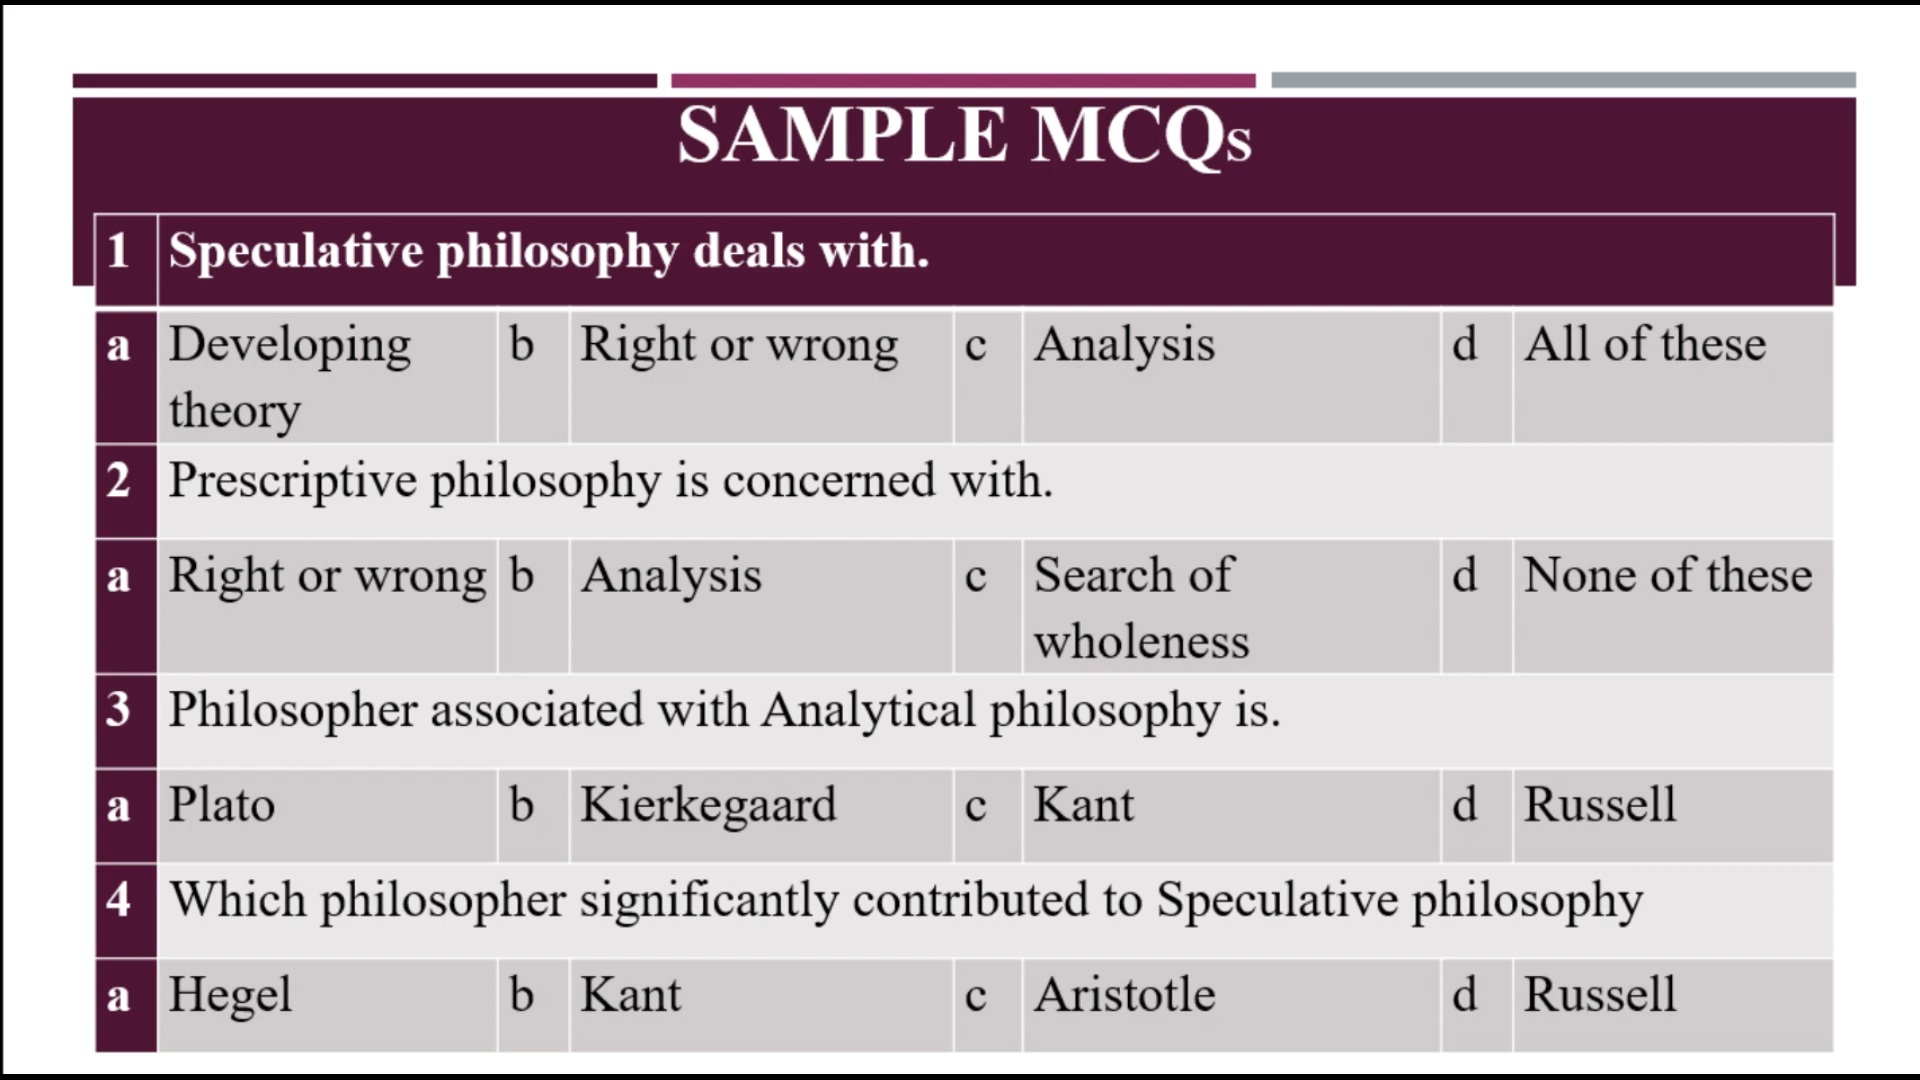 SAMPLE MCQs
1 Speculative philosophy deals with.
a Developing theory b Right or wrong c Analysis d All of these
2 Prescriptive philosophy is concerned with.
a Right or wrong b Analysis c Search of wholeness d None of these
3 Philosopher associated with Analytical philosophy is.
a Plato b Kierkegaard c Kant d Russell
4 Which philosopher significantly contributed to Speculative philosophy
a Hegel b Kant c Aristotle d Russell